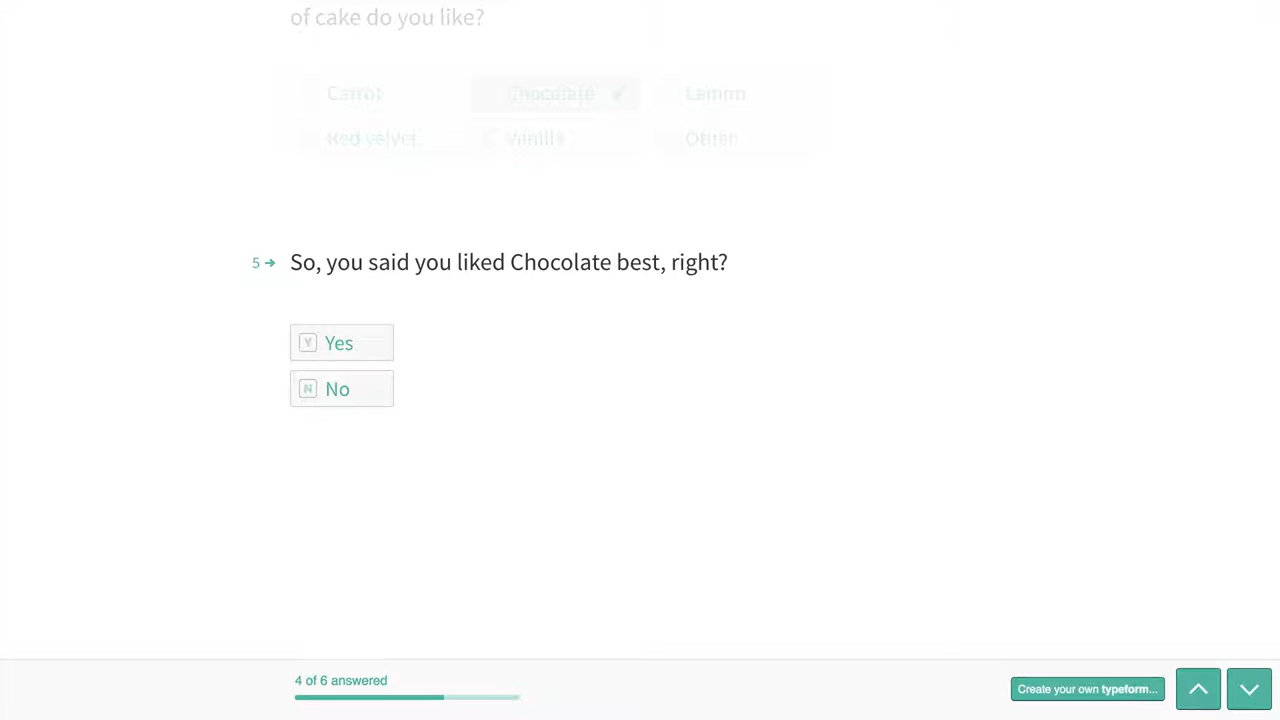 of cake do you like?
Carrot Chocolate Lemon
Red velvet Vanilla Other
5 So, you said you liked Chocolate best, right?
Y Yes
N No
4 of 6 answered
Create your own typeform...